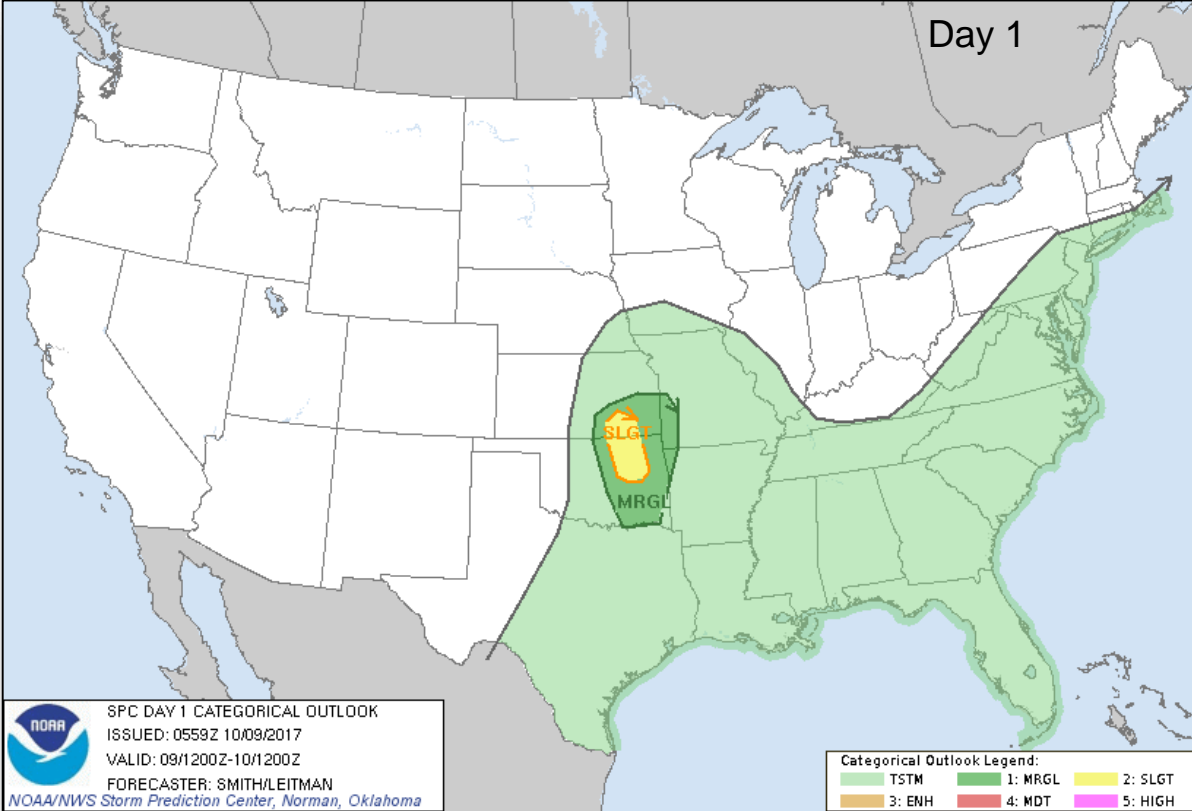 Day 1
SLGT
MRGL
NOAA
SPC DAY 1 CATEGORICAL OUTLOOK
ISSUED: 0559Z 10/09/2017
VALID: 09/1200Z-10/1200Z
FORECASTER: SMITH/LEITMAN
NOAA/NWS Storm Prediction Center, Norman, Oklahoma
Categorical Outlook Legend:
TSTM 1: MRGL 2: SLGT
3: ENH 4: MDT 5: HIGH